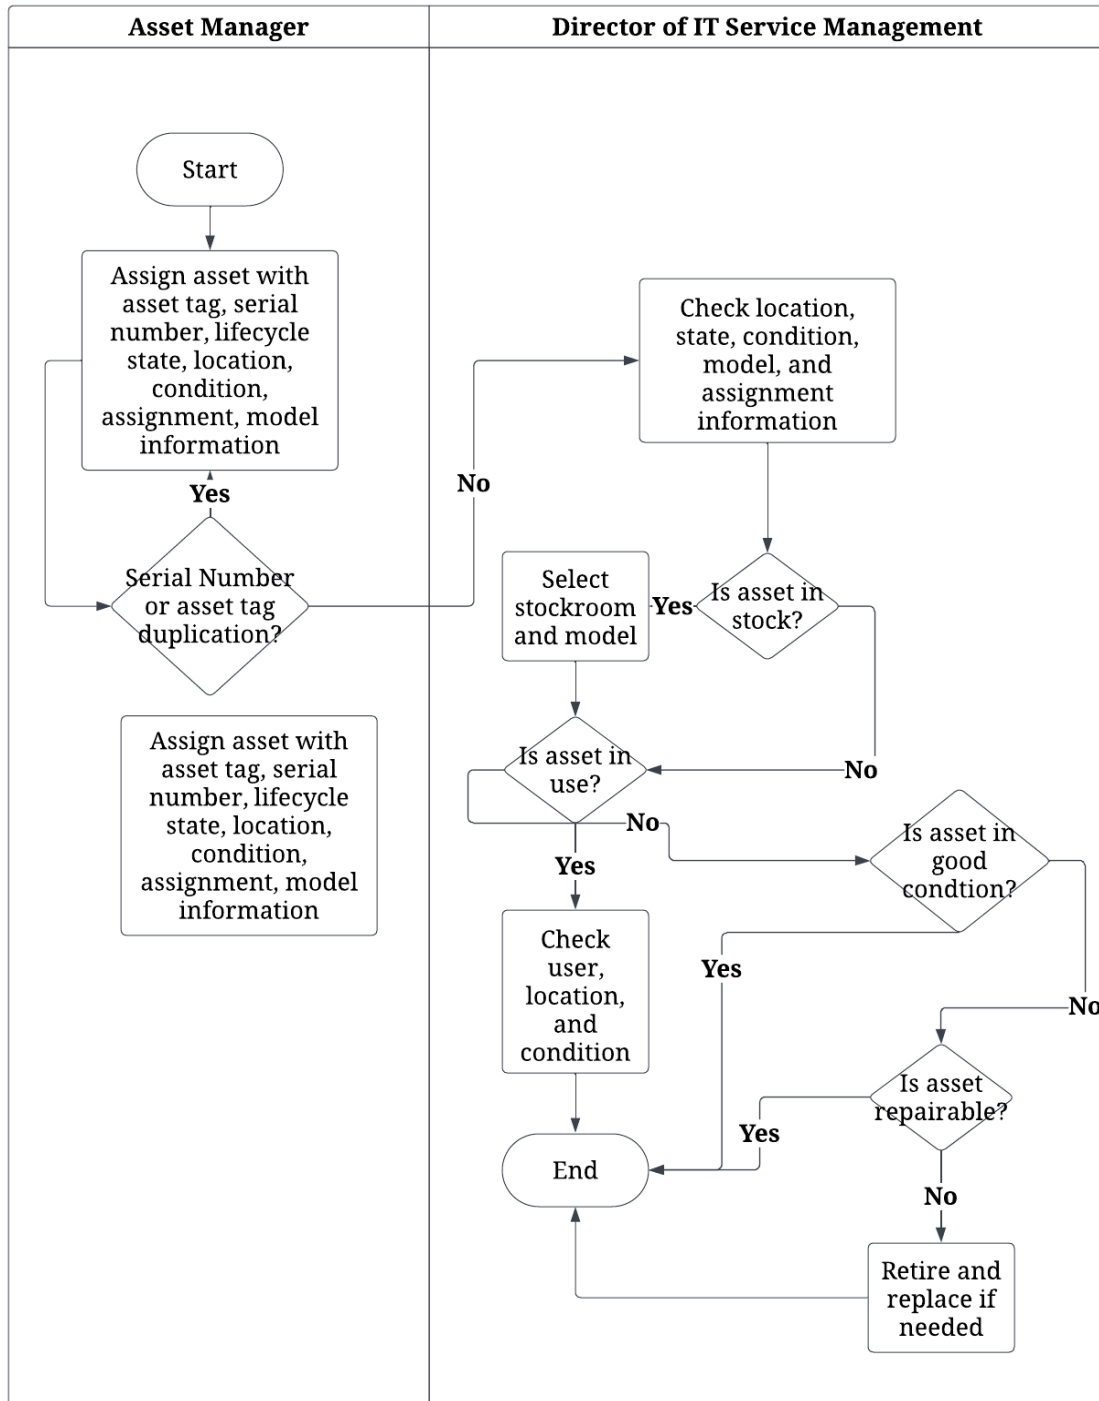 Asset Manager
Director of IT Service Management
Start
Assign asset with
asset tag, serial
number, lifecycle
state, location,
condition,
assignment, model
information
Yes
Serial Number
or asset tag
duplication?
No
Assign asset with
asset tag, serial
number, lifecycle
state, location,
condition,
assignment, model
information
Check location,
state, condition,
model, and
assignment
information
Is asset in
stock?
Yes
Select
stockroom
and model
No
Is asset in
use?
No
Yes
Check
user,
location,
and
condition
Is asset in
good
condtion?
Yes
No
Is asset
repairable?
Yes
No
Retire and
replace if
needed
End